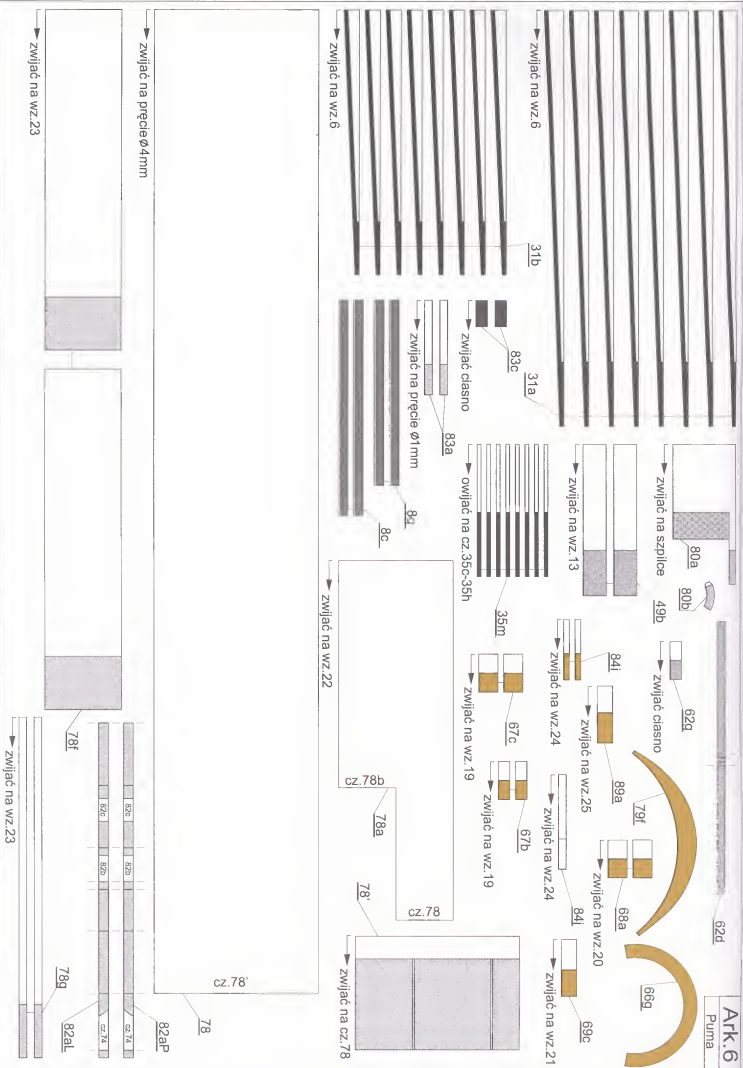 Ark.6
Puma
zwijać na wz.6
31a
zwijać na szpilce
80a
80b
49b
62d
zwijać na wz.13
62g
zwijać ciasno
79f
66g
zwijać na wz.6
31b
83c
zwijać ciasno
83a
zwijać na pręcie Ø1mm
8g
8c
owijać na cz.35c-35h
35m
84i
zwijać na wz.24
89a
zwijać na wz.25
67c
zwijać na wz.19
67b
zwijać na wz.19
84j
zwijać na wz.24
68a
zwijać na wz.20
69c
zwijać na wz.21
zwijać na wz.22
cz.78b
78a
cz.78
78'
zwijać na cz.78
zwijać na pręcie ø 4mm
cz.78'
78
zwijać na wz.23
78f
82c
82b
cz.74
82aP
82c
82b
cz.74
82aL
zwijać na wz.23
78g